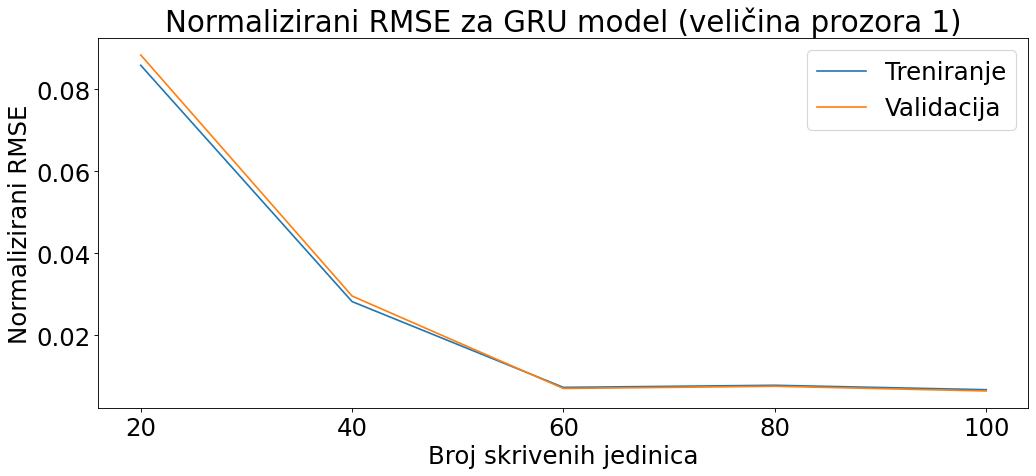 Normalizirani RMSE za GRU model (veličina prozora 1)
Treniranje
Validacija
Normalizirani RMSE
0.08
0.06
0.04
0.02
20 40 60 80 100
Broj skrivenih jedinica